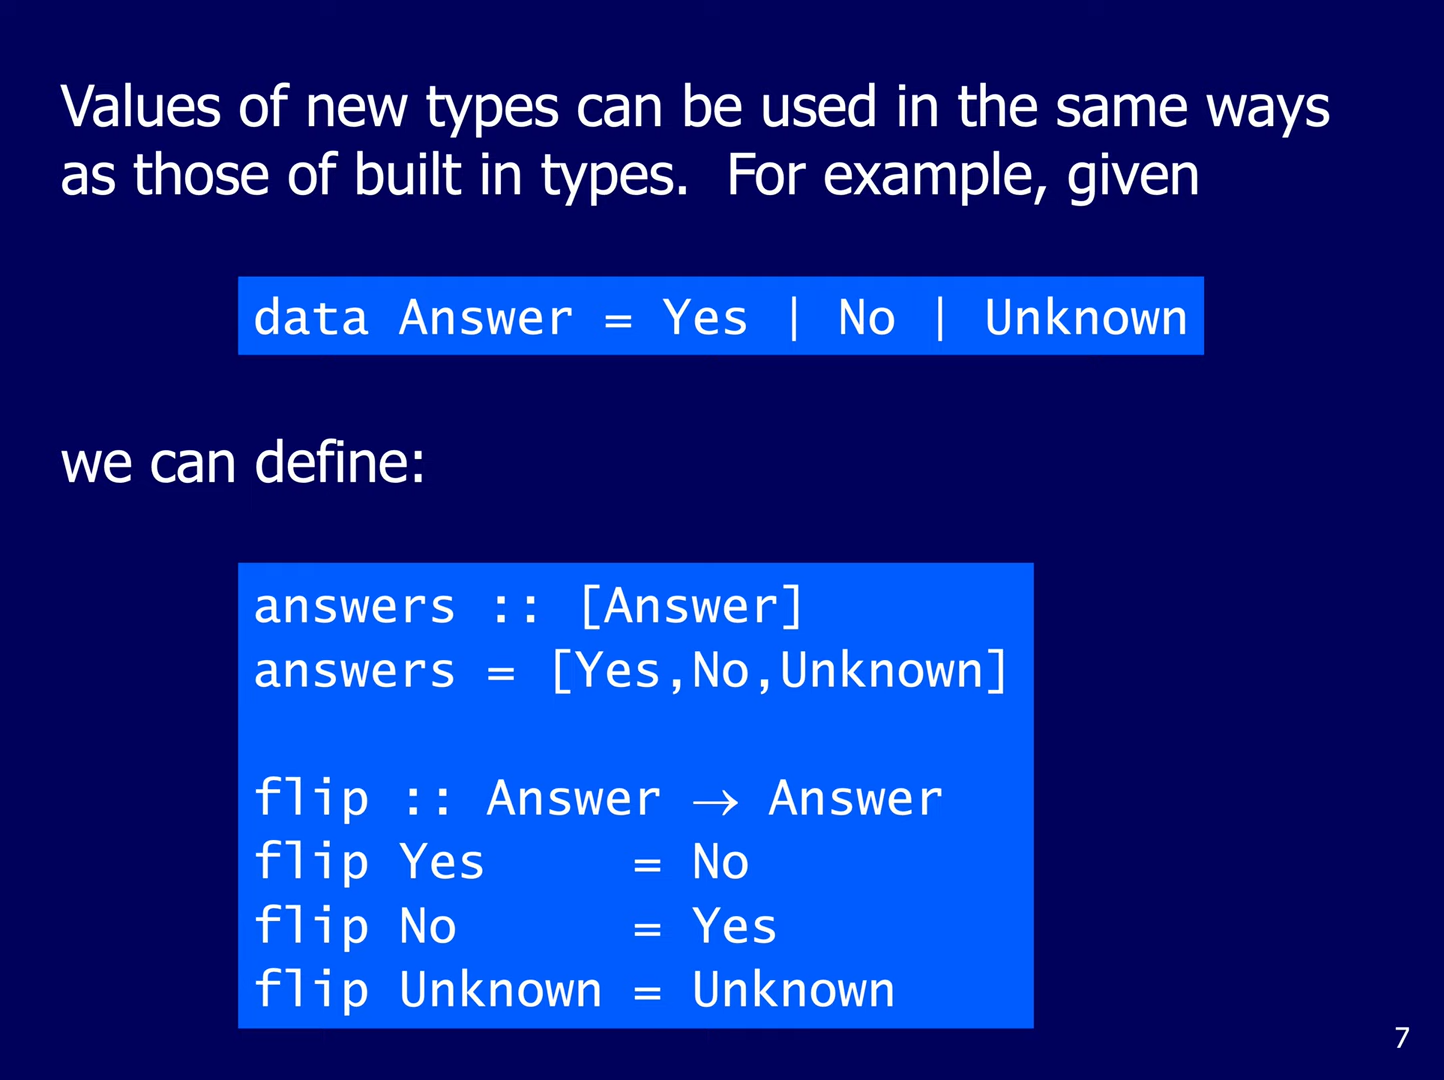 Values of new types can be used in the same ways
as those of built in types.  For example, given
data Answer = Yes | No | Unknown
we can define:
answers :: [Answer]
answers = [Yes,No,Unknown]
flip :: Answer → Answer
flip Yes     = No
flip No      = Yes
flip Unknown = Unknown
7